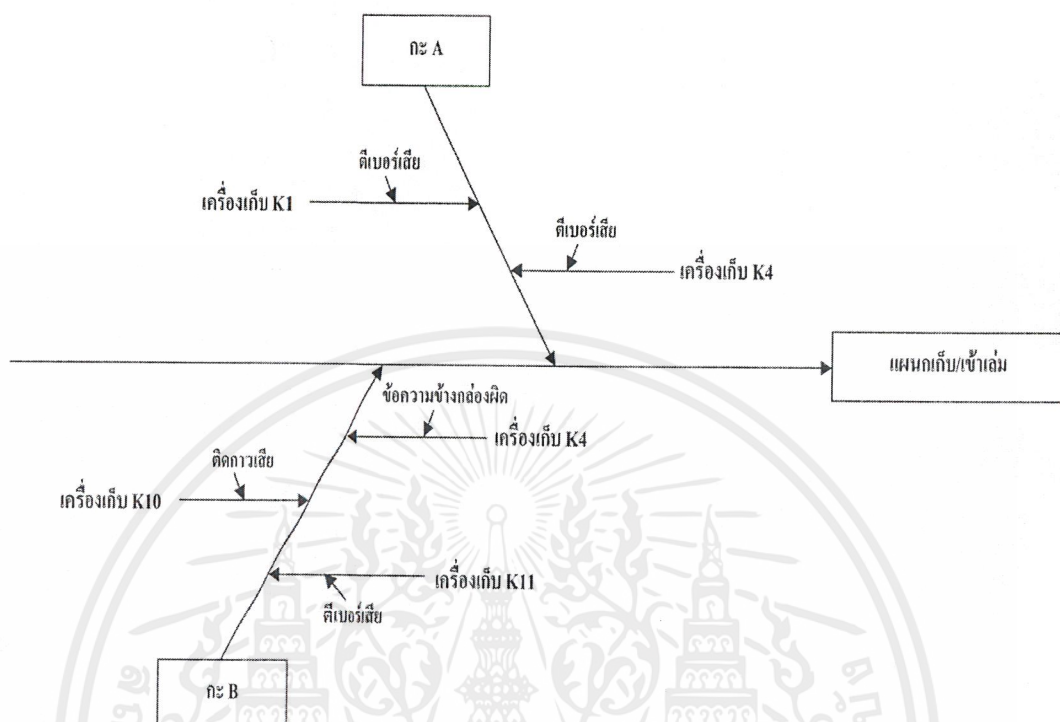 กะ A
ตีเบอร์เสีย
เครื่องเก็บ K1
ตีเบอร์เสีย
เครื่องเก็บ K4
แผนกเก็บ/เข้าเล่ม
ข้อความข้างกล่องผิด
เครื่องเก็บ K4
ติดกาวเสีย
เครื่องเก็บ K10
เครื่องเก็บ K11
ตีเบอร์เสีย
กะ B